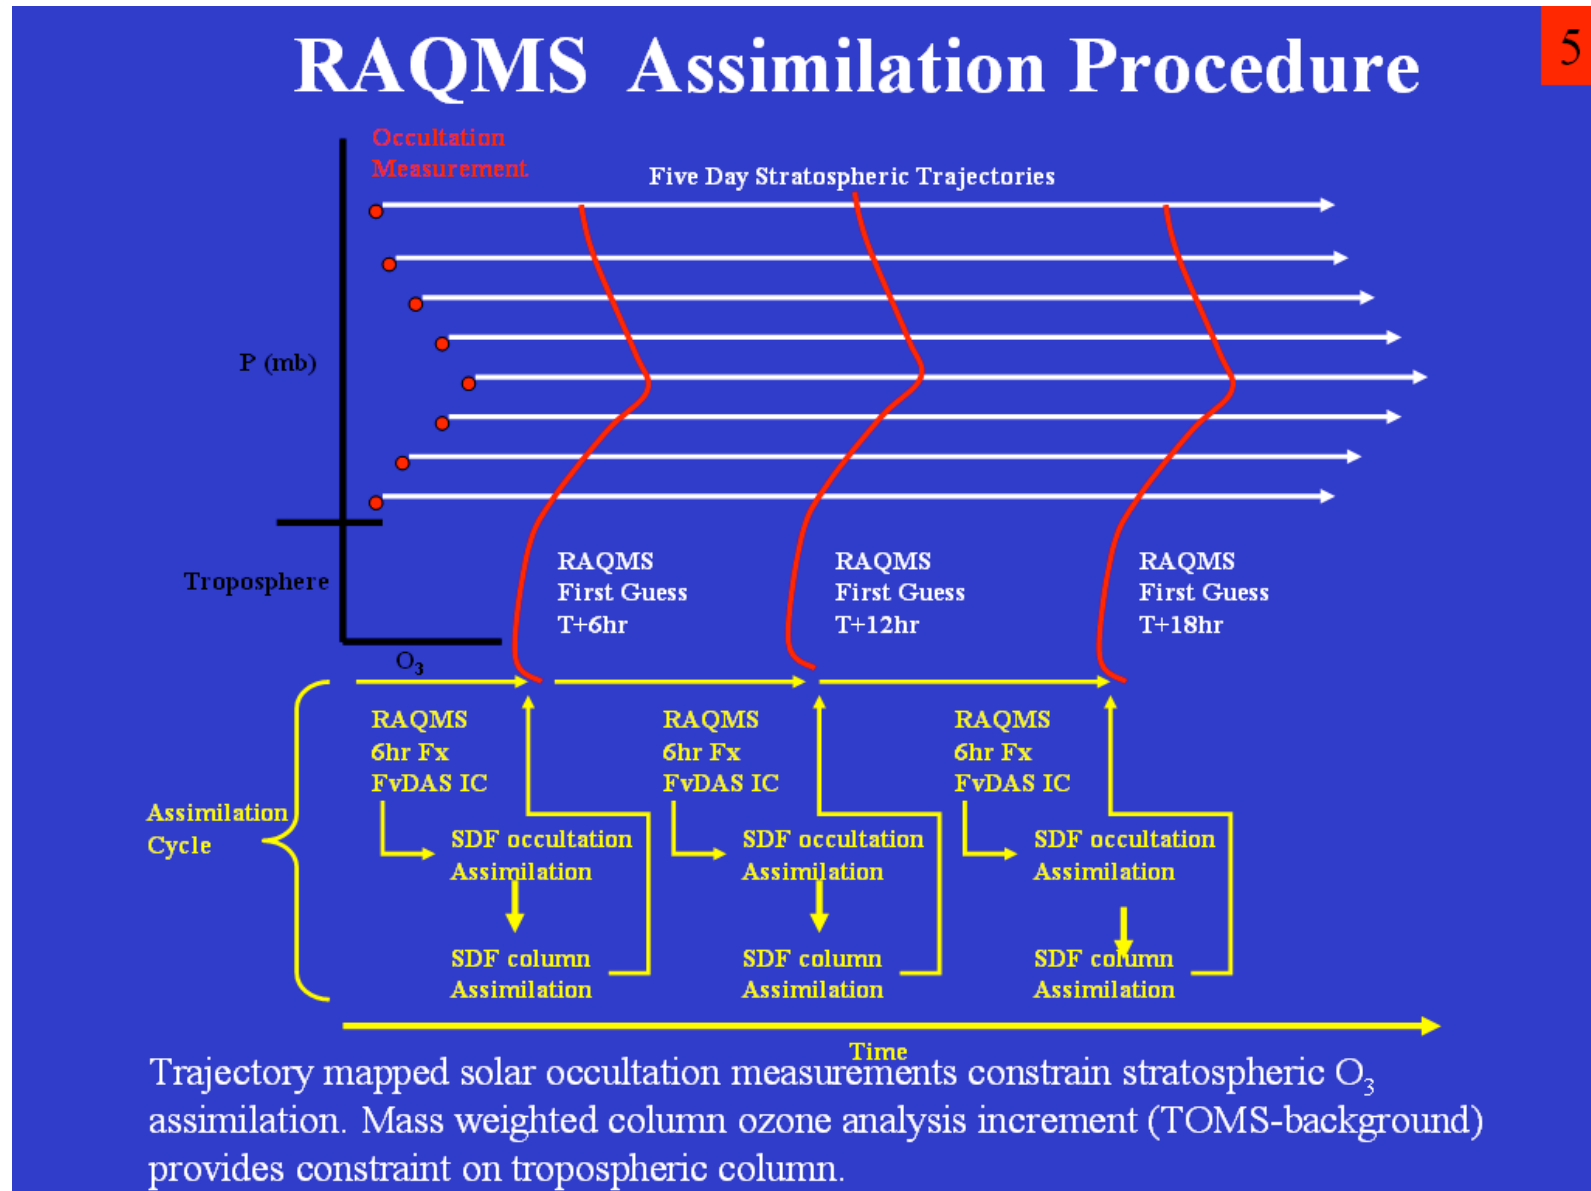 RAQMS Assimilation Procedure
5
Occultation
Measurement
Five Day Stratospheric Trajectories
P (mb)
Troposphere
O3
RAQMS
First Guess
T+6hr
RAQMS
First Guess
T+12hr
RAQMS
First Guess
T+18hr
Assimilation
Cycle
RAQMS
6hr Fx
FvDAS IC
SDF occultation
Assimilation
SDF column
Assimilation
RAQMS
6hr Fx
FvDAS IC
SDF occultation
Assimilation
SDF column
Assimilation
RAQMS
6hr Fx
FvDAS IC
SDF occultation
Assimilation
SDF column
Assimilation
Time
Trajectory mapped solar occultation measurements constrain stratospheric O3
assimilation. Mass weighted column ozone analysis increment (TOMS-background)
provides constraint on tropospheric column.